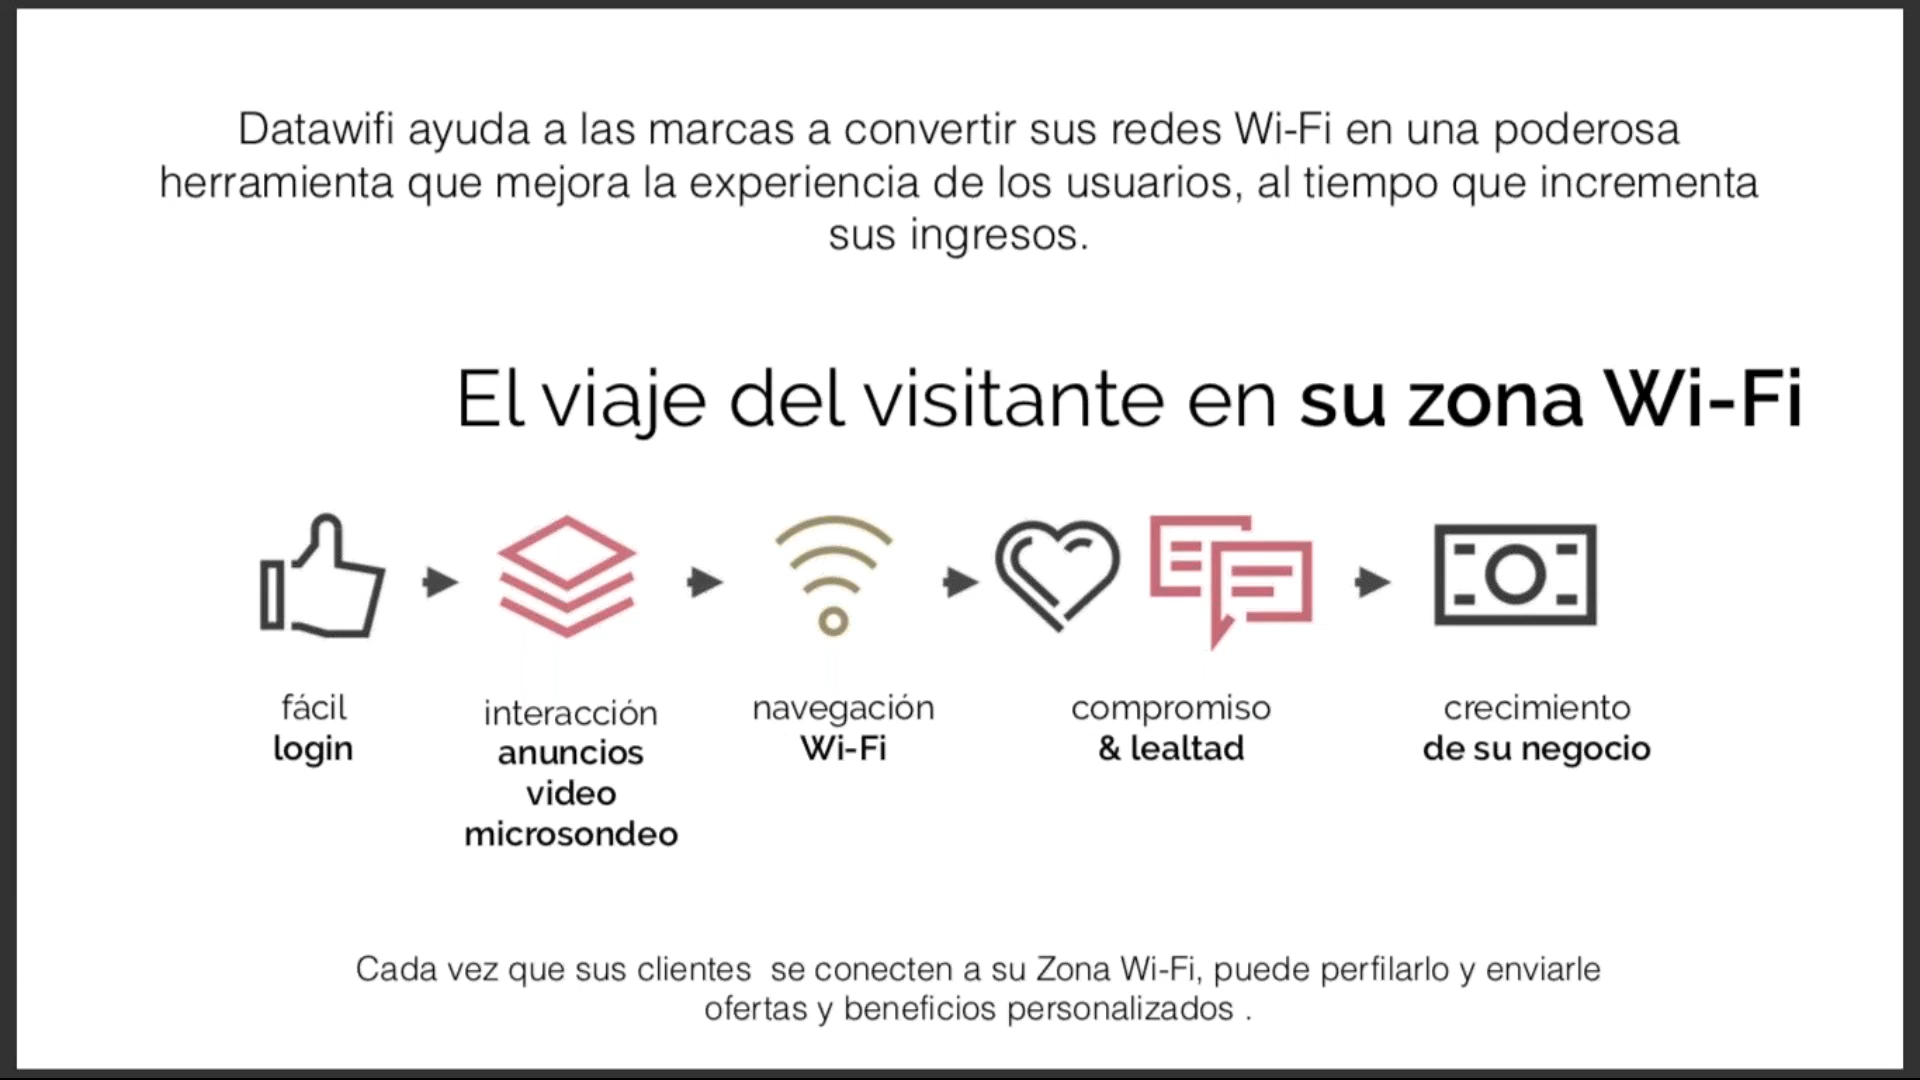 Datawifi ayuda a las marcas a convertir sus redes Wi-Fi en una poderosa
herramienta que mejora la experiencia de los usuarios, al tiempo que incrementa
sus ingresos.
El viaje del visitante en su zona Wi-Fi
fácil
login
interacción
anuncios
video
microsondeo
navegación
Wi-Fi
compromiso
& lealtad
crecimiento
de su negocio
Cada vez que sus clientes se conecten a su Zona Wi-Fi, puede perfilarlo y enviarle
ofertas y beneficios personalizados .